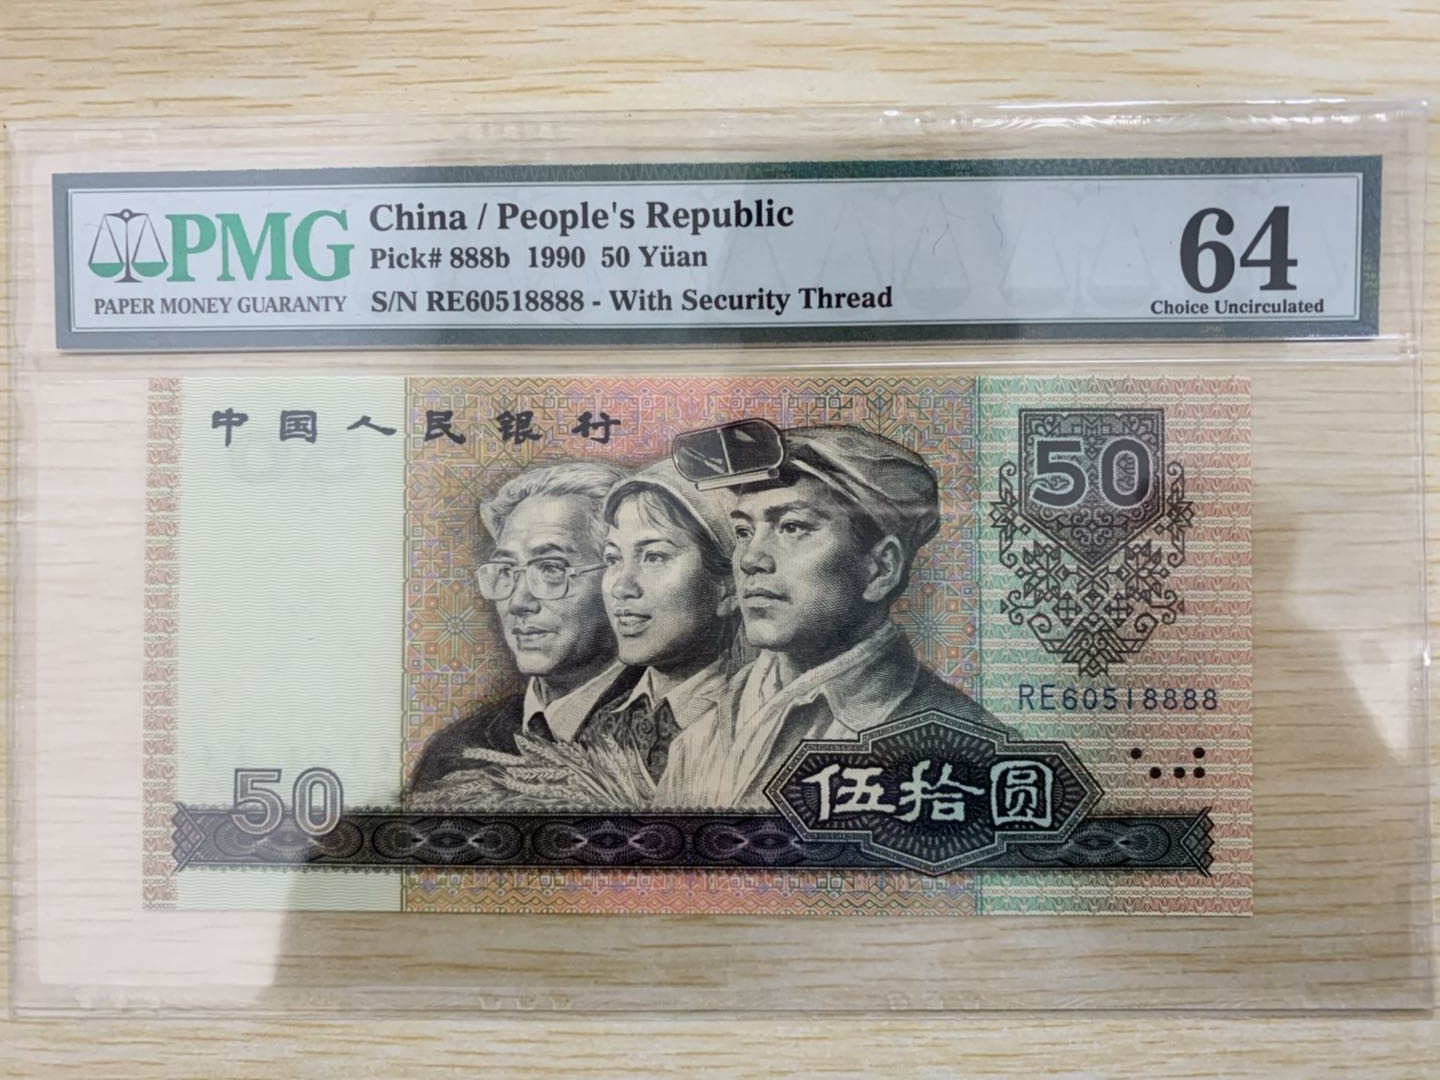 PMG
PAPER MONEY GUARANTY
China / People's Republic
Pick# 888b 1990 50 Yüan
S/N RE60518888 - With Security Thread
64
Choice Uncirculated
中国人民银行
50
RE60518888
50
伍拾圆